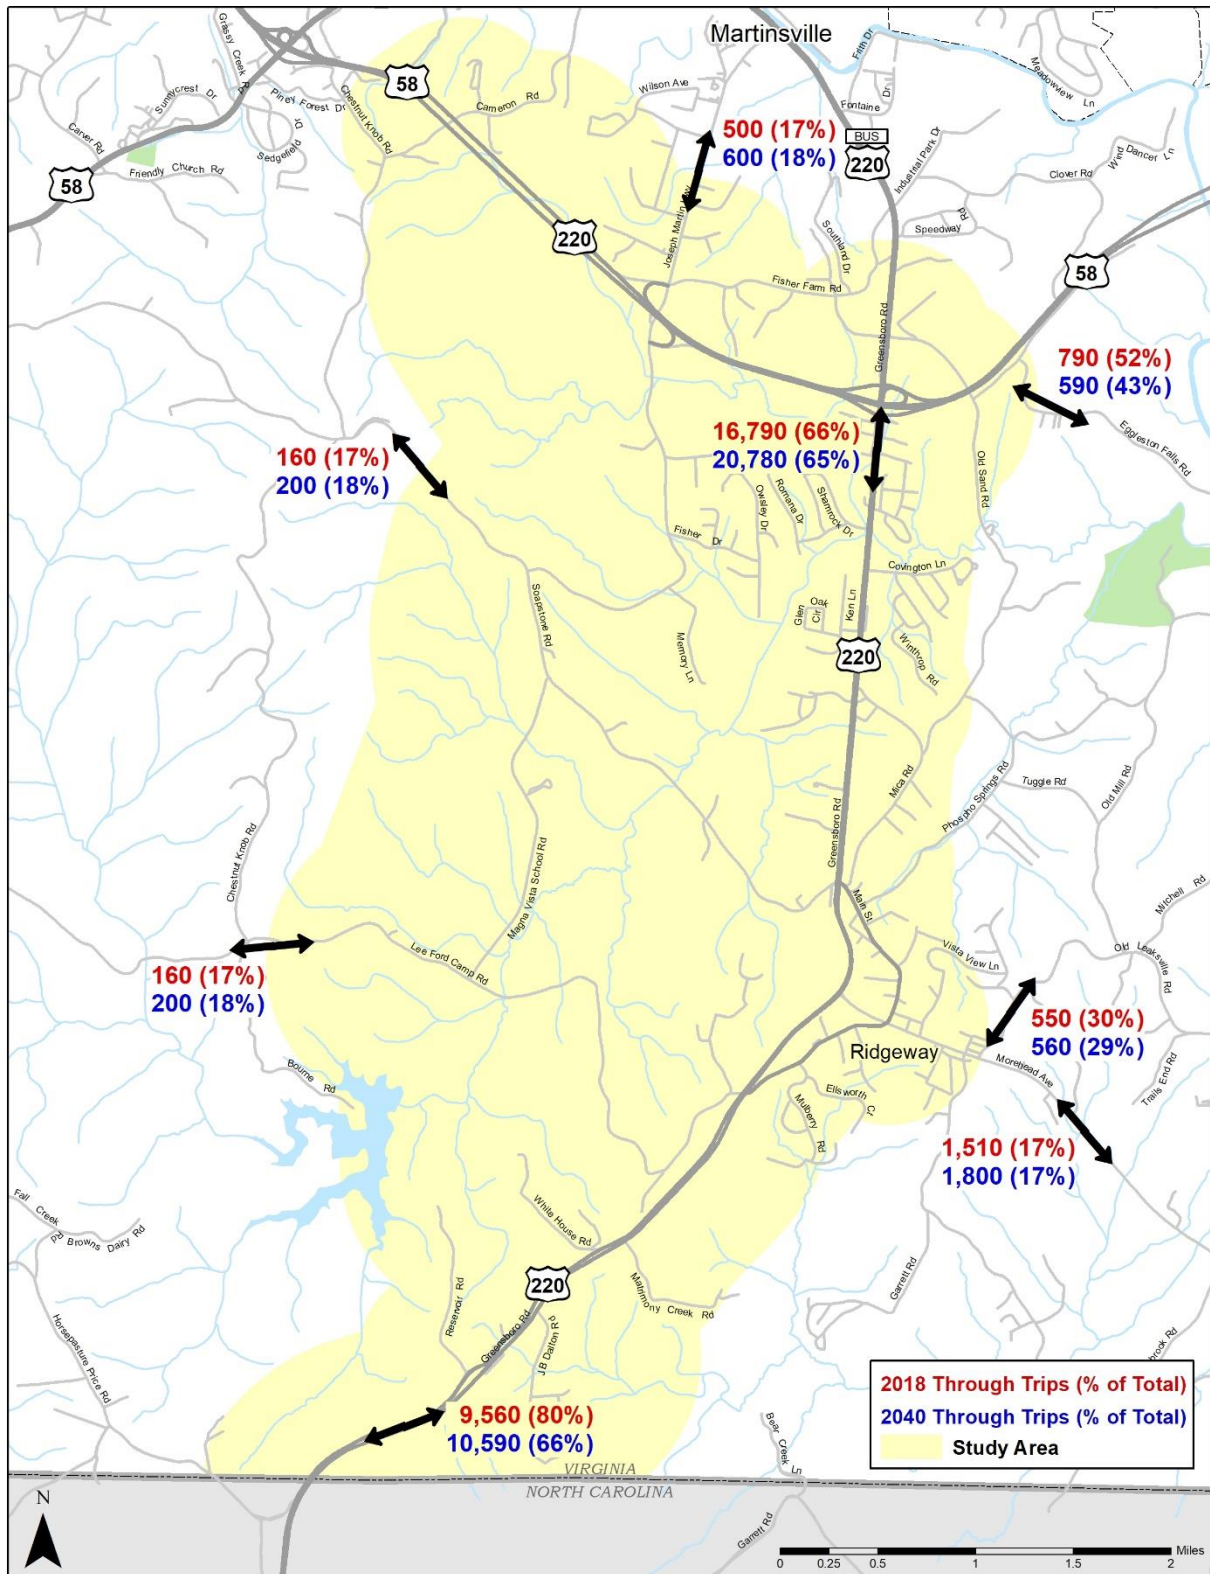 Martinsville
Grassy Creek Rd
Sunnycrest Dr
Piney Forest Dr
Chestnut Knob Rd
58
Cameron Rd
Wilson Ave
Frith Dr
Fontaine Dr
Meadowview Ln
Carver Rd
Friendly Church Rd
Sedgefield Dr
58
500 (17%)
600 (18%)
BUS
220
Industrial Park Dr
Clover Rd
Wind Dancer Ln
Speedway Rd
220
Joseph Martin Hwy
Southland Dr
Fisher Farm Rd
Greensboro Rd
58
790 (52%)
590 (43%)
Eggleston Falls Rd
16,790 (66%)
20,780 (65%)
Old Sand Rd
160 (17%)
200 (18%)
Owsley Dr
Romana Dr
Shamrock Dr
Fisher Dr
Covington Ln
Soapstone Rd
Glen Oak Cir
Ken Ln
Memory Ln
220
Winthrop Rd
Mica Rd
Phospho Springs Rd
Tuggle Rd
Old Mill Rd
Greensboro Rd
Chestnut Knob Rd
Magna Vista School Rd
Main St
Mitchell Rd
Lee Ford Camp Rd
Vista View Ln
Old Leaksville Rd
160 (17%)
200 (18%)
550 (30%)
560 (29%)
Ridgeway
Morehead Ave
Trails End Rd
Bourne Rd
Ellsworth Ct
Mulberry Rd
1,510 (17%)
1,800 (17%)
Fall Creek Rd
Browns Dairy Rd
White House Rd
220
Matrimony Creek Rd
Garrett Rd
Reservoir Rd
Greensboro Rd
J B Dalton Rd
Horsepasture Price Rd
brook Rd
9,560 (80%)
10,590 (66%)
Bear Creek Ln
2018 Through Trips (% of Total)
2040 Through Trips (% of Total)
Study Area
VIRGINIA
NORTH CAROLINA
Garrett Rd
N
Miles
0 0.25 0.5 1 1.5 2